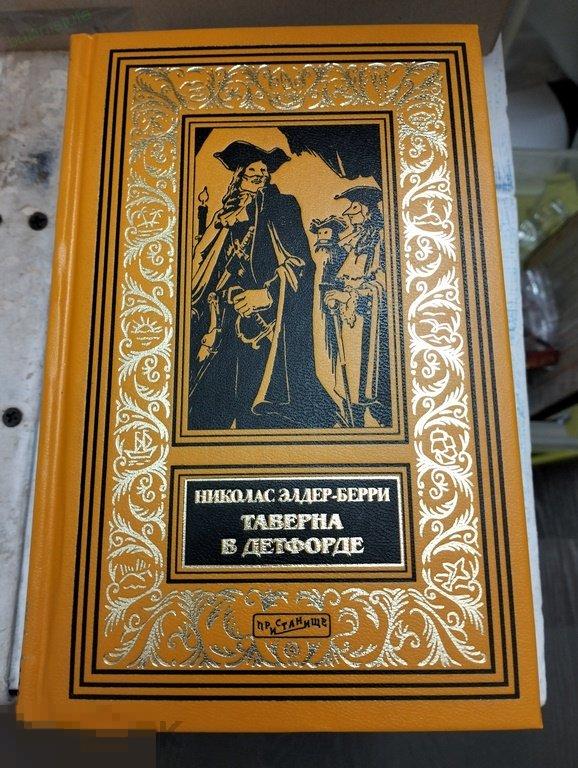 НИКОЛАС ЭЛДЕР-БЕРРИ
ТАВЕРНА
В ДЕТФОРДЕ
ПРИСТАНИЩЕ